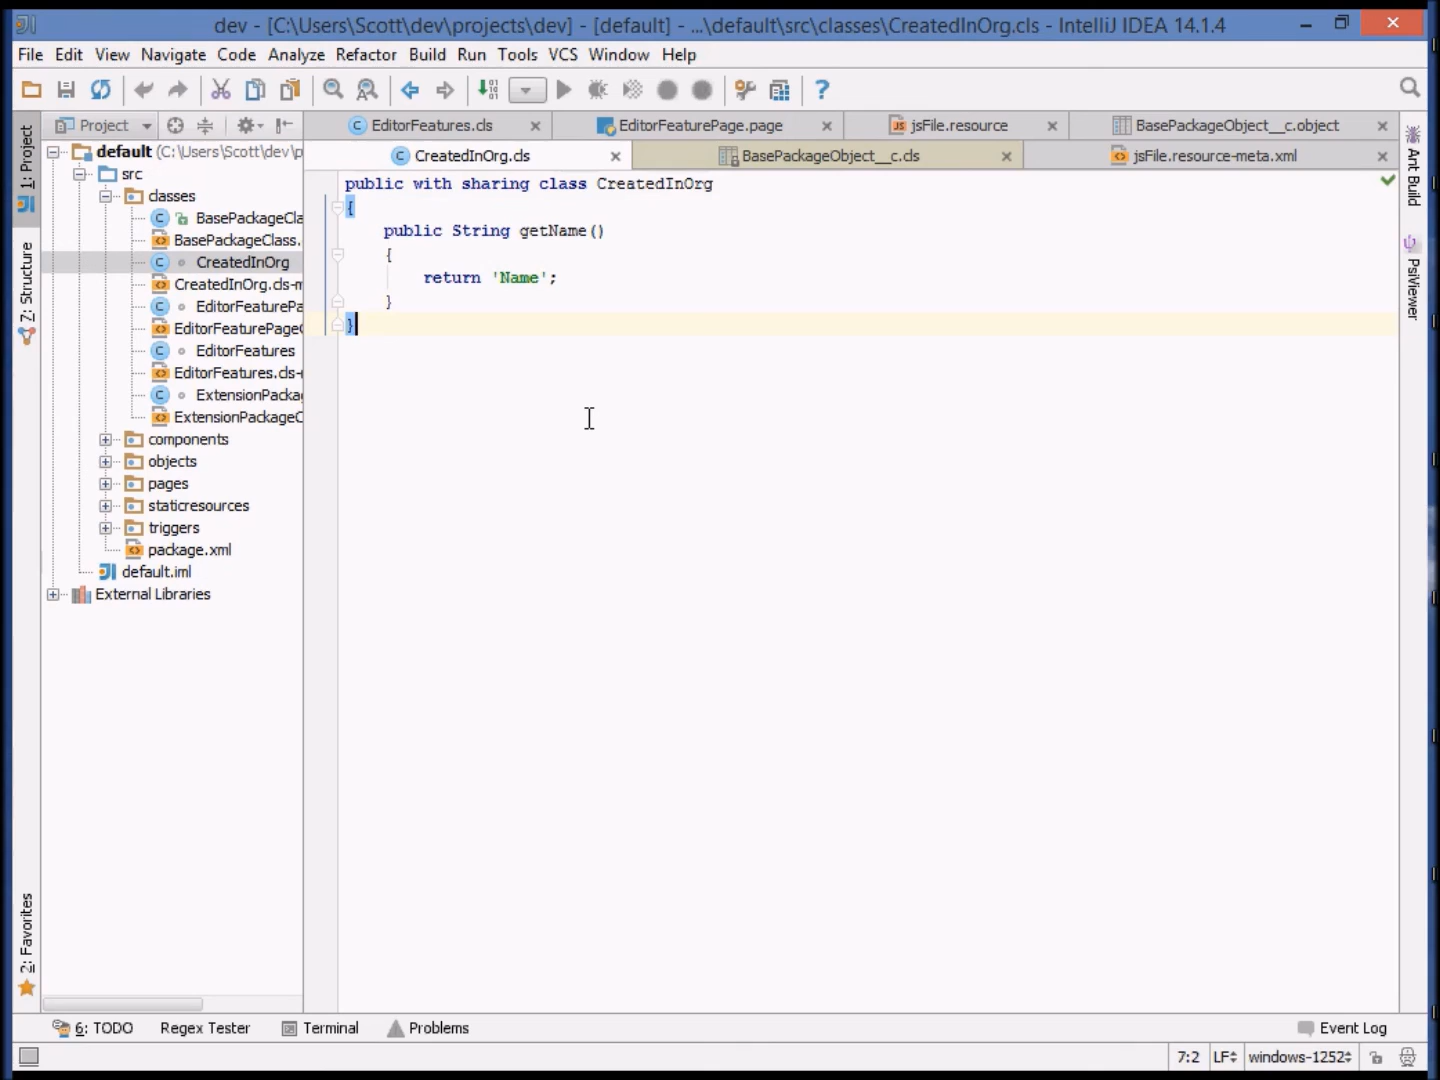 dev - [C:\Users\Scott\dev\projects\dev] - [default] - ...\default\src\classes\CreatedInOrg.cls - IntelliJ IDEA 14.1.4
File Edit View Navigate Code Analyze Refactor Build Run Tools VCS Window Help
1: Project
Z: Structure
2: Favorites
Project
default (C:\Users\Scott\dev\p
src
classes
BasePackageCla
BasePackageClass.
CreatedInOrg
CreatedInOrg.cls-m
EditorFeaturePa
EditorFeaturePage
EditorFeatures
EditorFeatures.cls-
ExtensionPacka
ExtensionPackageC
components
objects
pages
staticresources
triggers
package.xml
default.iml
External Libraries
EditorFeatures.cls EditorFeaturePage.page jsFile.resource BasePackageObject__c.object
CreatedInOrg.cls BasePackageObject__c.cls jsFile.resource-meta.xml
public with sharing class CreatedInOrg
{
public String getName()
{
return 'Name';
}
}
Ant Build
PsiViewer
6: TODO Regex Tester Terminal Problems Event Log
7:2 LF windows-1252